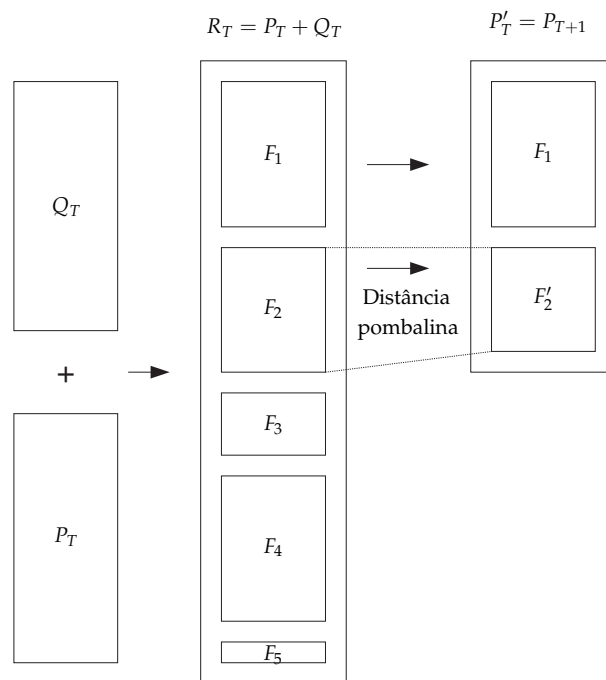 R_T = P_T + Q_T
P′_T = P_{T+1}
Q_T
+
P_T
F_1
F_2
F_3
F_4
F_5
Distância
pombalina
F_1
F′_2